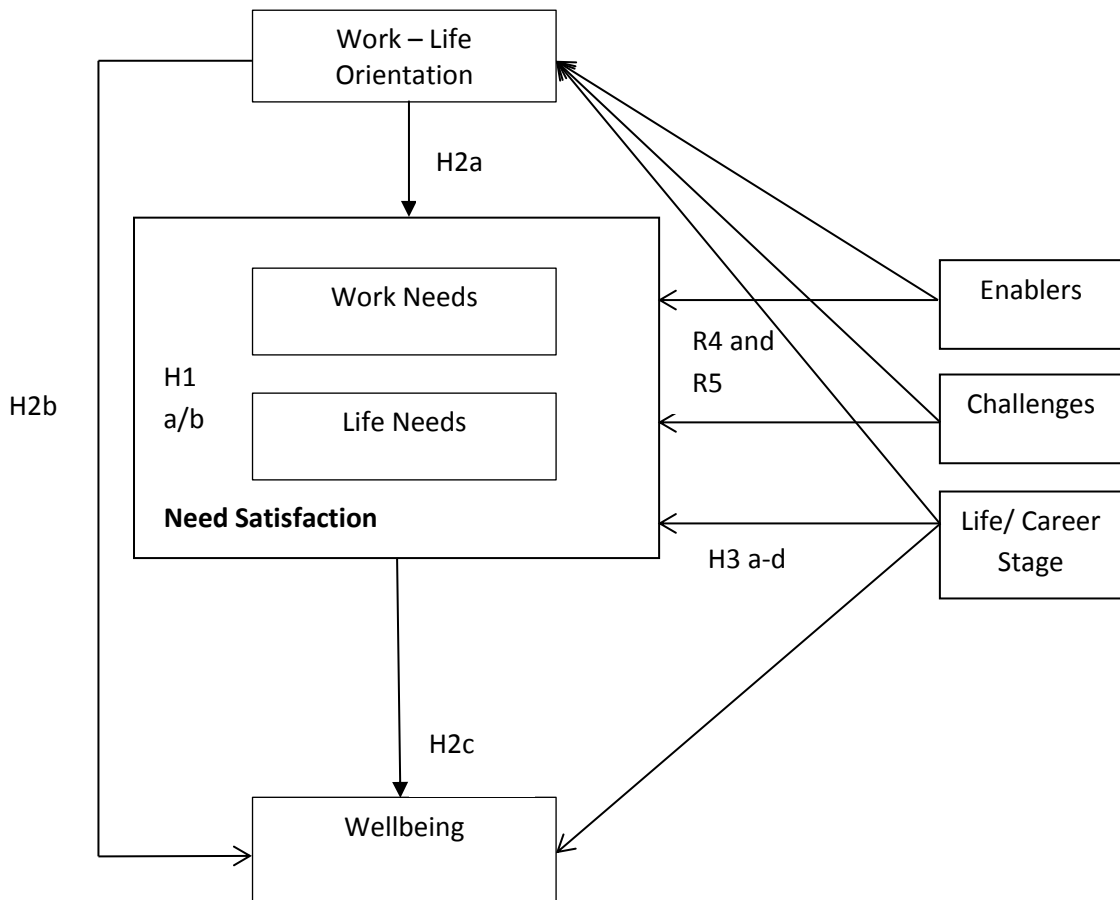 Work – Life
Orientation
H2a
Work Needs
Enablers
R4 and
R5
H1
a/b
H2b
Life Needs
Challenges
Need Satisfaction
Life/ Career
Stage
H3 a-d
H2c
Wellbeing